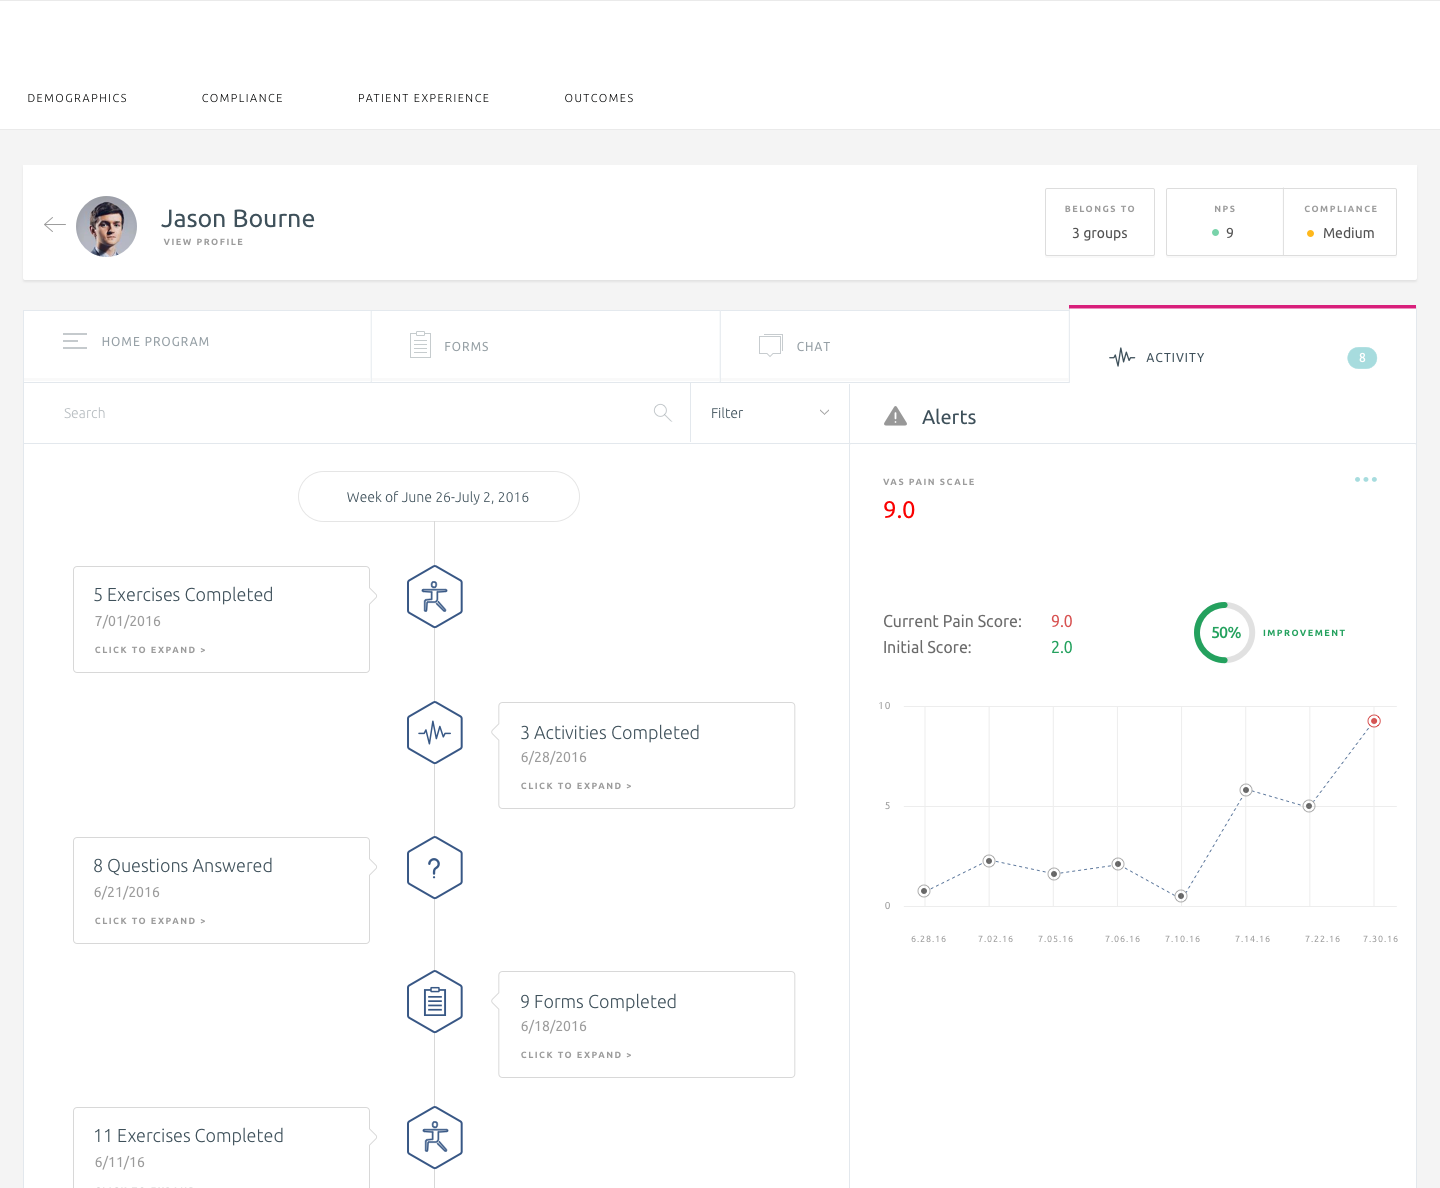 DEMOGRAPHICS
COMPLIANCE
PATIENT EXPERIENCE
OUTCOMES
Jason Bourne
VIEW PROFILE
BELONGS TO
3 groups
NPS
9
COMPLIANCE
Medium
HOME PROGRAM
FORMS
CHAT
ACTIVITY
8
Search
Filter
Alerts
Week of June 26-July 2, 2016
5 Exercises Completed
7/01/2016
CLICK TO EXPAND >
3 Activities Completed
6/28/2016
CLICK TO EXPAND >
8 Questions Answered
6/21/2016
CLICK TO EXPAND >
?
9 Forms Completed
6/18/2016
CLICK TO EXPAND >
11 Exercises Completed
6/11/16
VAS PAIN SCALE
9.0
Current Pain Score: 9.0
Initial Score: 2.0
50%
IMPROVEMENT
10
5
0
6.28.16 7.02.16 7.05.16 7.06.16 7.10.16 7.14.16 7.22.16 7.30.16